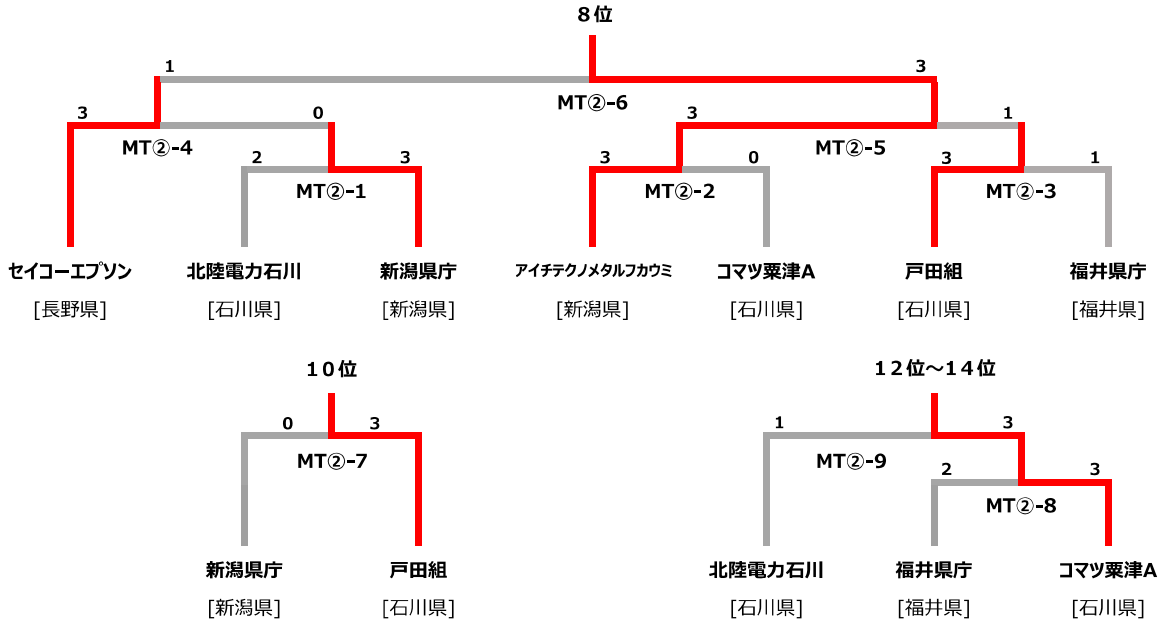 8位
1 3
MT②-6
3 0 3 1
MT②-4 MT②-5
2 3 3 0 3 1
MT②-1 MT②-2 MT②-3
セイコーエプソン 北陸電力石川 新潟県庁 アイチテクノメタルフカウミ コマツ粟津A 戸田組 福井県庁
[長野県] [石川県] [新潟県] [新潟県] [石川県] [石川県] [福井県]
10位 12位～14位
0 3 1 3
MT②-7 MT②-9
2 3
MT②-8
新潟県庁 戸田組 北陸電力石川 福井県庁 コマツ粟津A
[新潟県] [石川県] [石川県] [福井県] [石川県]